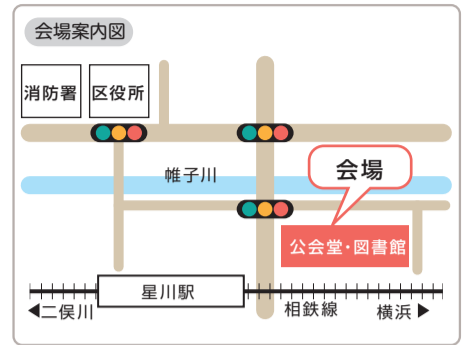 会場案内図
消防署
区役所
帷子川
会場
公会堂・図書館
星川駅
◀二俣川
相鉄線
横浜▶